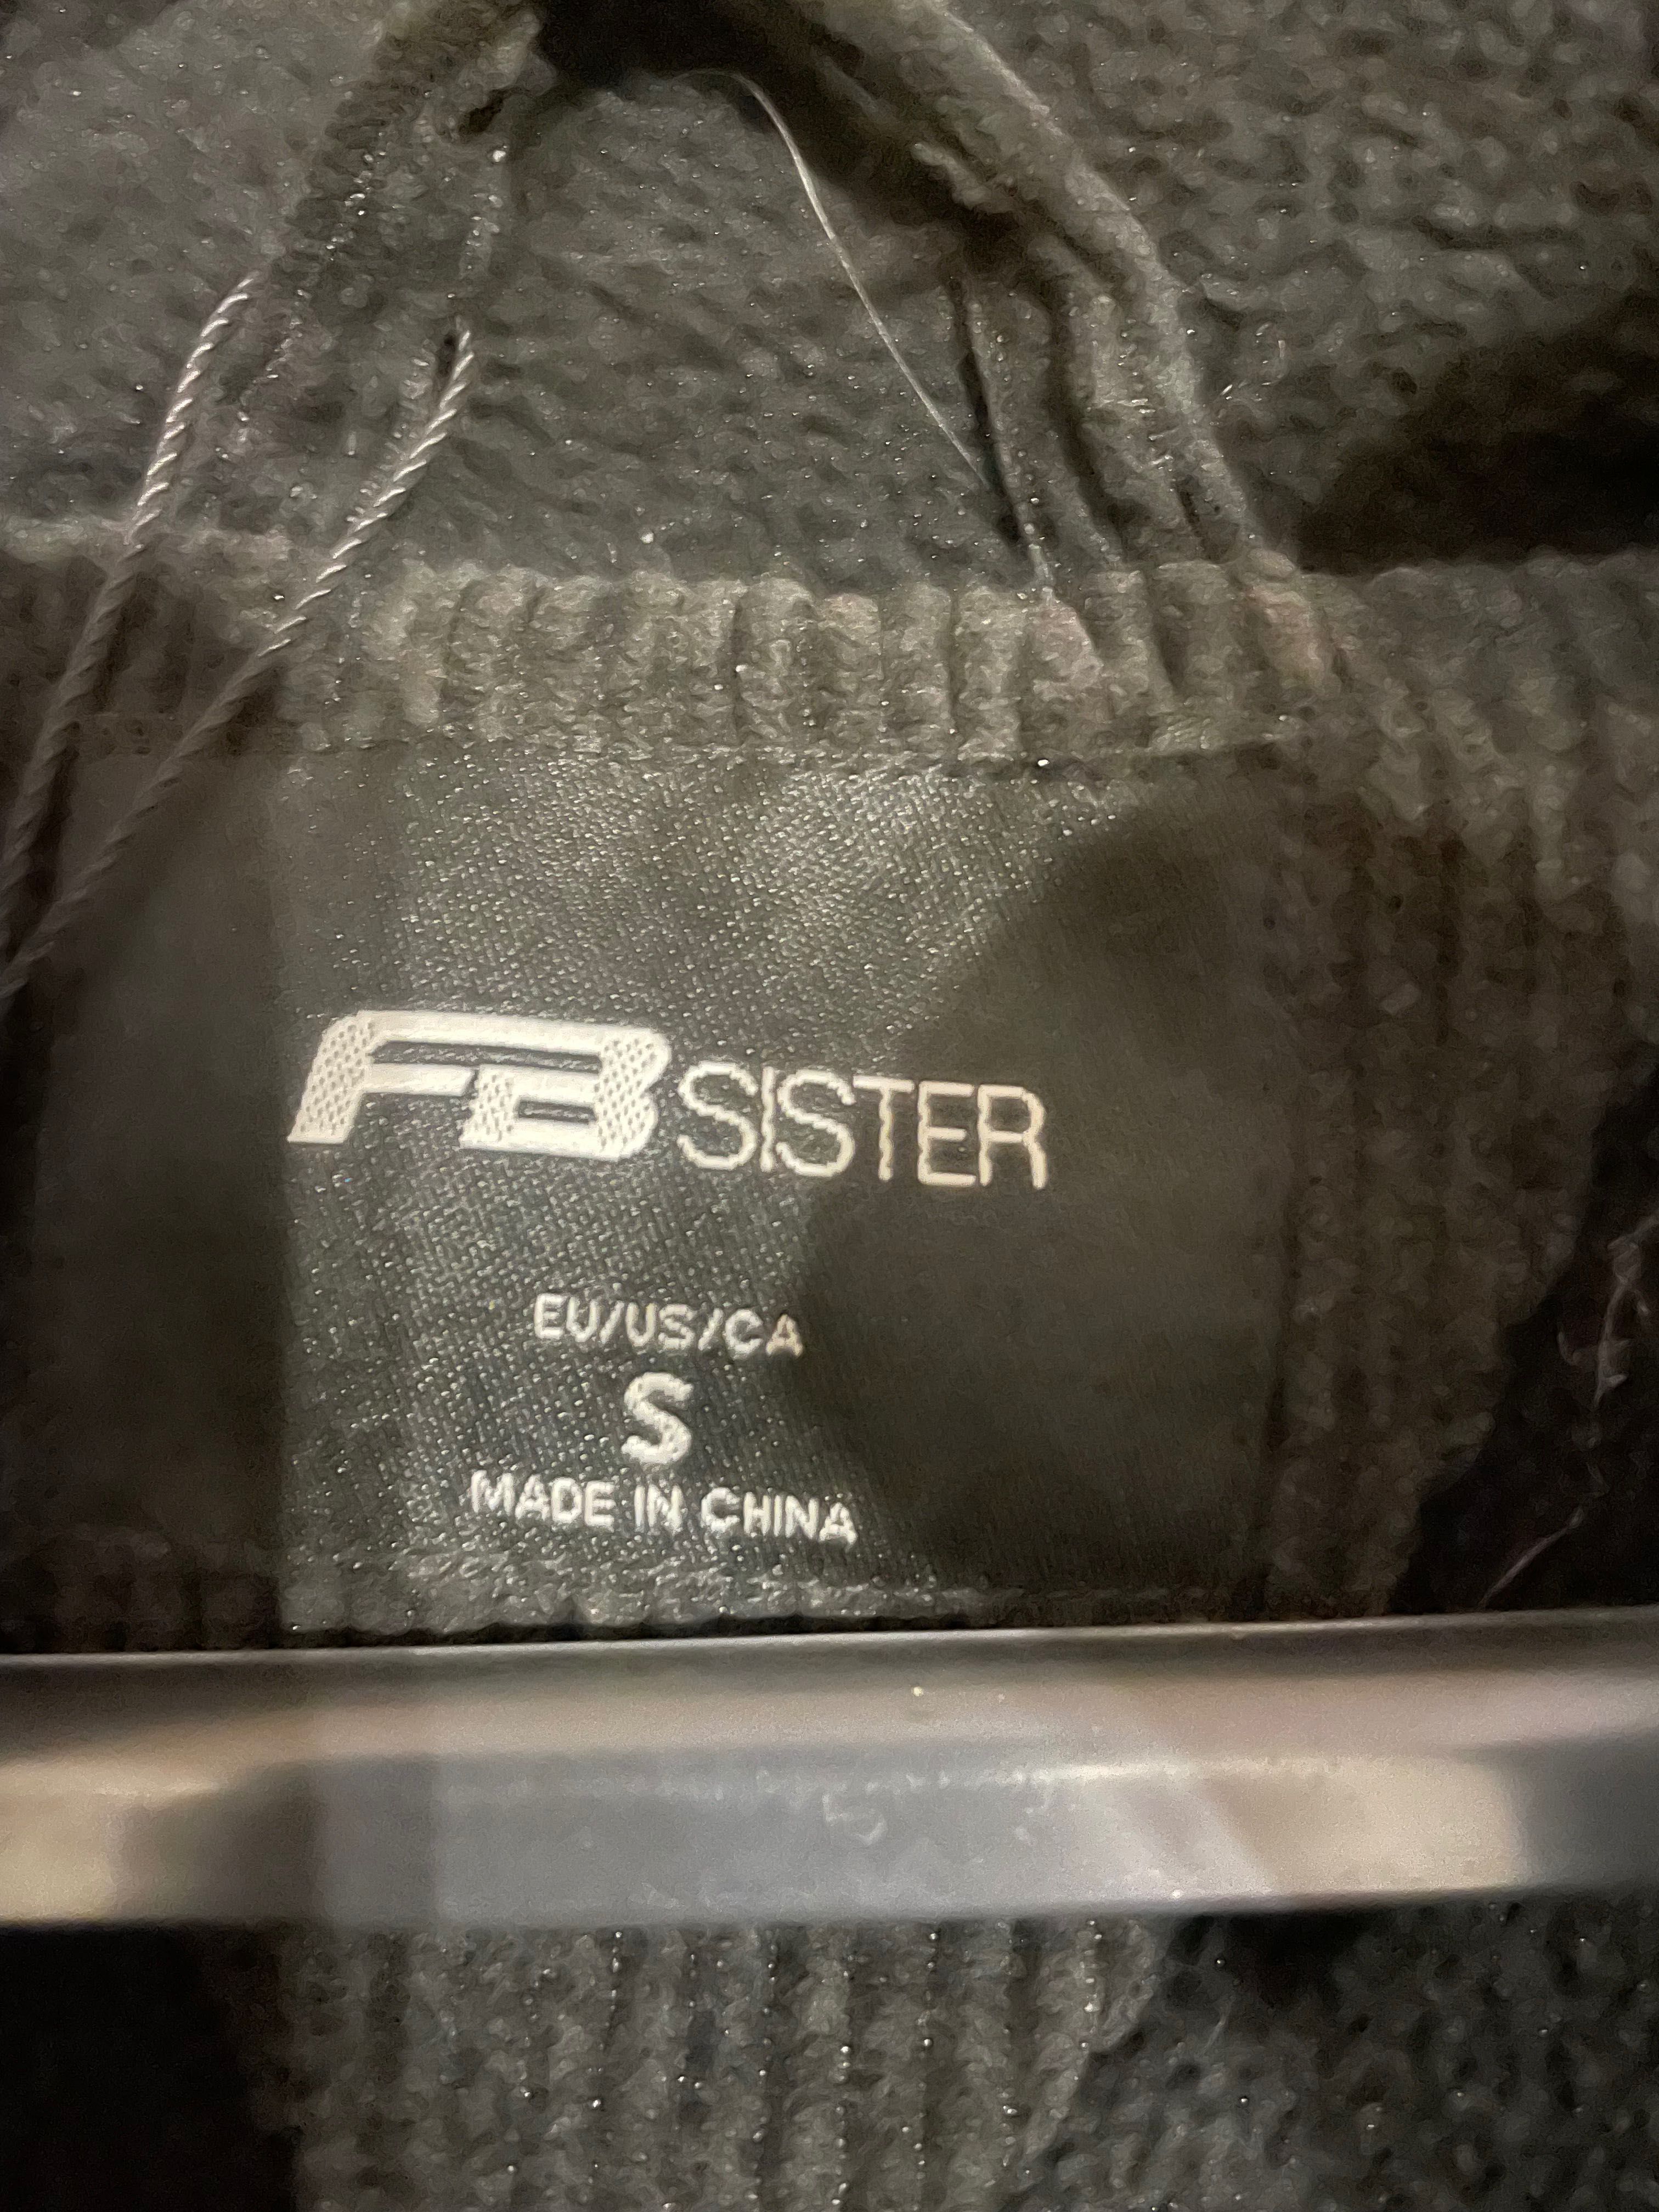 FB SISTER
EU/US/CA
S
MADE IN CHINA